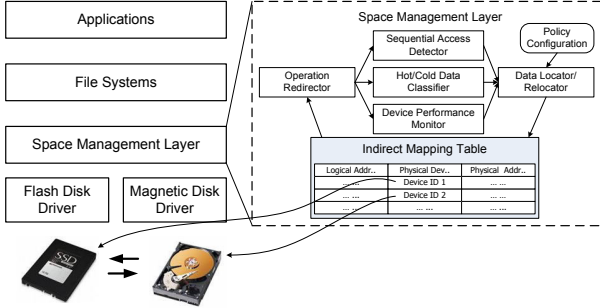 Applications
File Systems
Space Management Layer
Flash Disk
Driver
Magnetic Disk
Driver
SSD
Space Management Layer
Sequential Access
Detector
Policy
Configuration
Operation
Redirector
Hot/Cold Data
Classifier
Data Locator/
Relocator
Device Performance
Monitor
Indirect Mapping Table
Logical Addr.. Physical Dev.. Physical Addr..
... ... Device ID 1 ... ...
... ... Device ID 2 ... ...
... ... ... ... ... ...